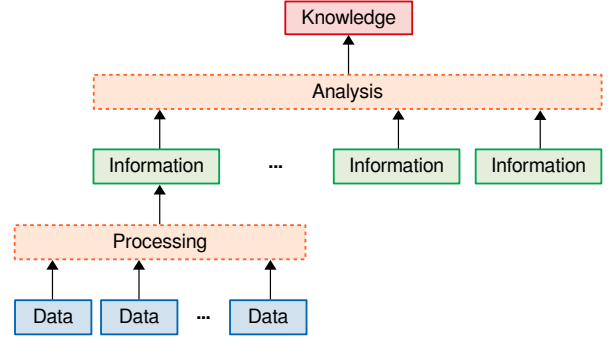 Knowledge
Analysis
Information ... Information Information
Processing
Data Data ... Data